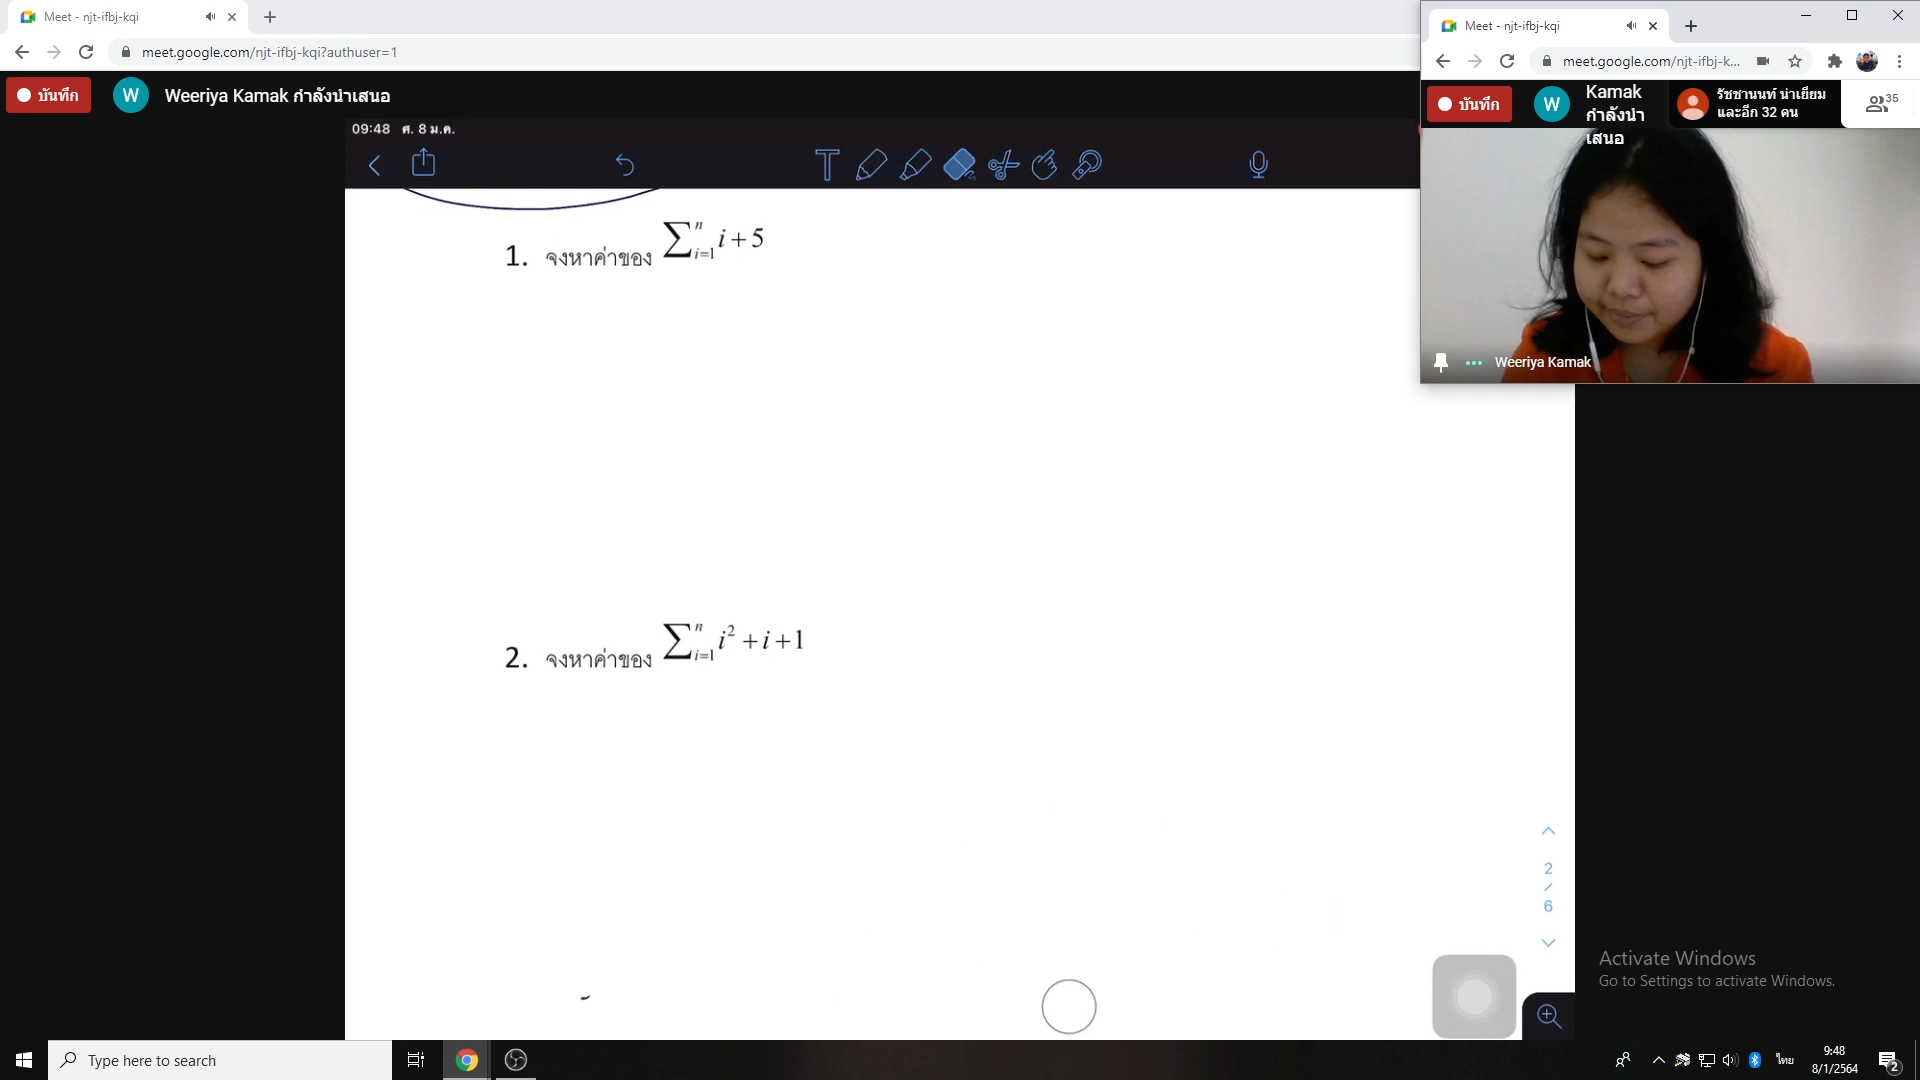 Meet - njt-ifbj-kqi
meet.google.com/njt-ifbj-kqi?authuser=1
บันทึก
W
Weeriya Kamak กำลังนำเสนอ
Meet - njt-ifbj-kqi
meet.google.com/njt-ifbj-k...
บันทึก
W
Kamak
กำลังนำ
เสนอ
รัชชานนท์ น่าเยี่ยม
และอีก 32 คน
35
Weeriya Kamak
09:48 ศ. 8 ม.ค.
T
1. จงหาค่าของ ∑ⁿᵢ₌₁ i + 5
2. จงหาค่าของ ∑ⁿᵢ₌₁ i² + i + 1
2
/
6
Activate Windows
Go to Settings to activate Windows.
Type here to search
ไทย
9:48
8/1/2564
2